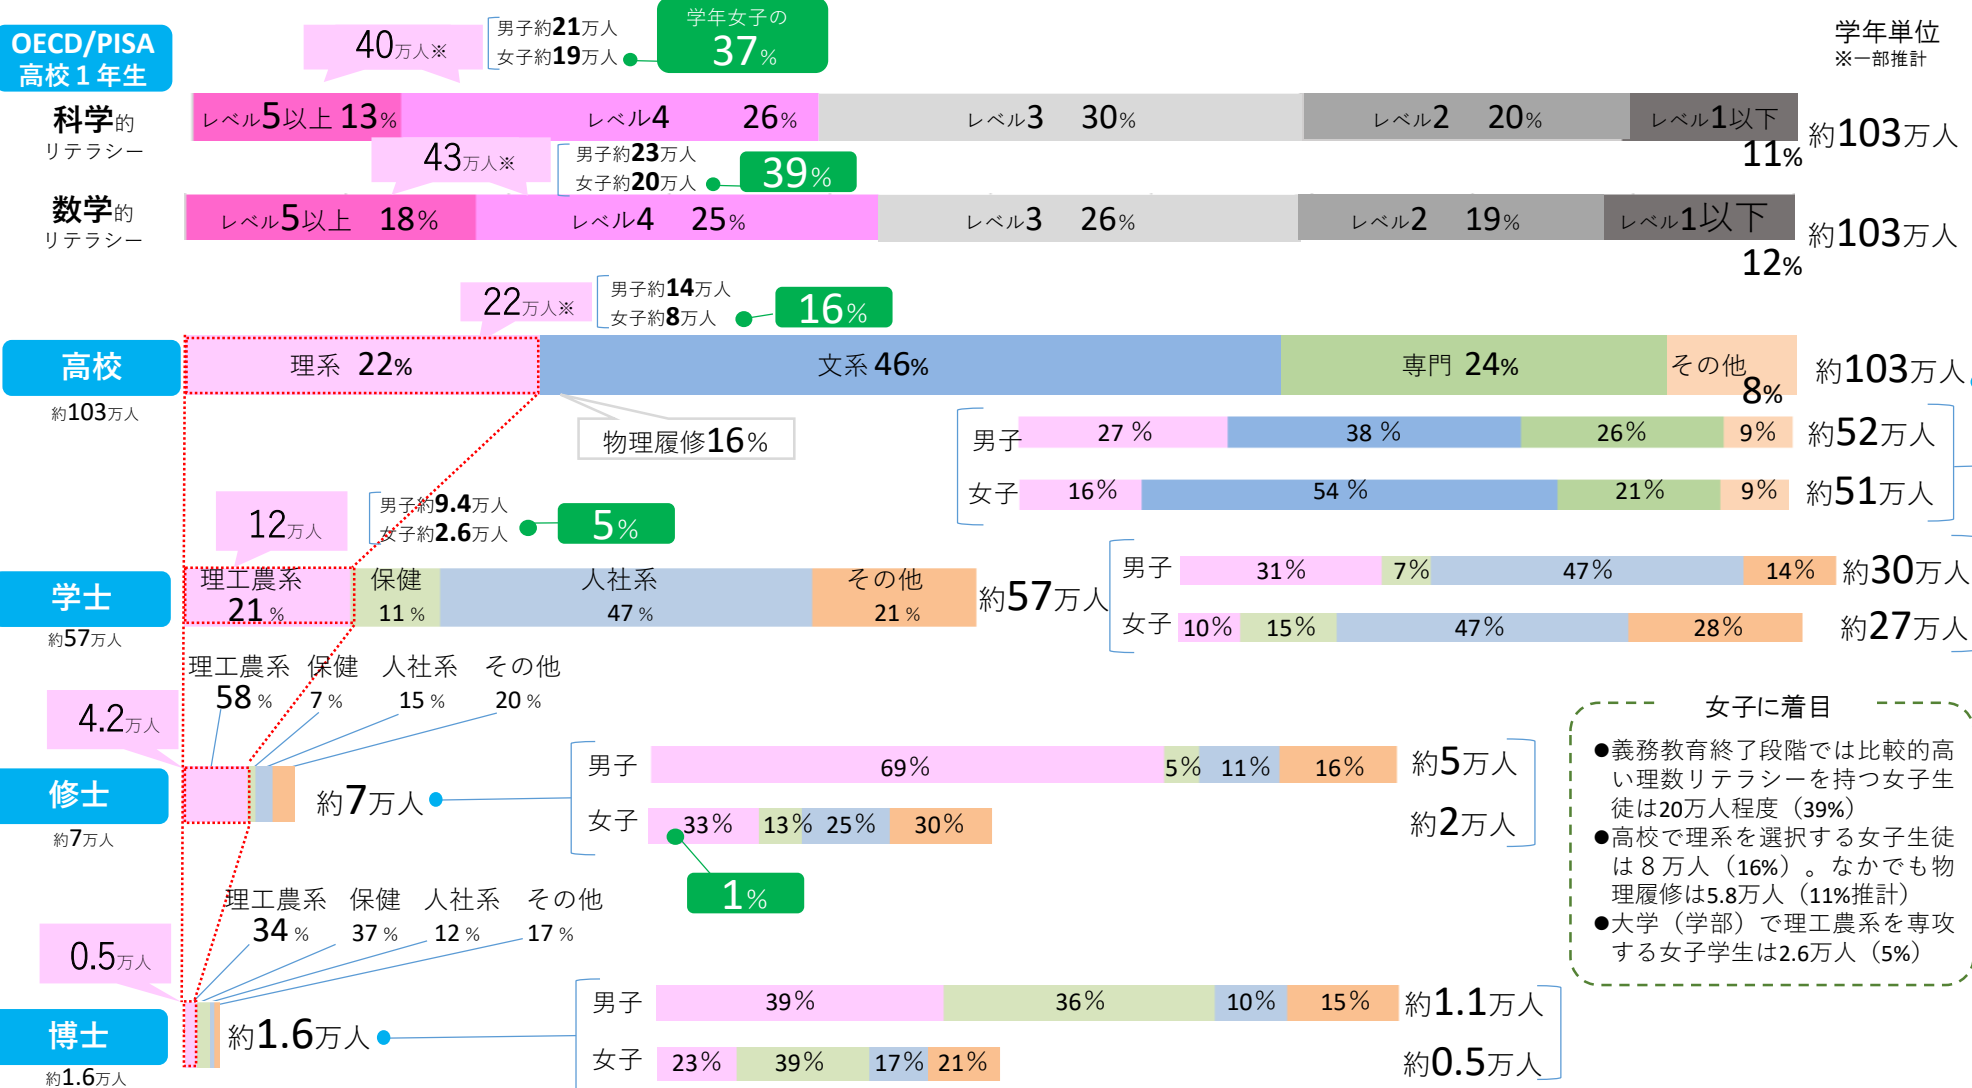 OECD/PISA
高校１年生
40万人※
男子約21万人
女子約19万人
学年女子の
37%
学年単位
※一部推計
科学的
リテラシー
レベル5以上 13%
レベル4 26%
レベル3 30%
レベル2 20%
レベル1以下
11%
約103万人
43万人※
男子約23万人
女子約20万人
39%
数学的
リテラシー
レベル5以上 18%
レベル4 25%
レベル3 26%
レベル2 19%
レベル1以下
12%
約103万人
22万人※
男子約14万人
女子約8万人
16%
高校
約103万人
理系 22%
文系 46%
専門 24%
その他
8%
約103万人
物理履修16%
男子
27 %
38 %
26%
9%
約52万人
女子
16%
54 %
21%
9%
約51万人
12万人
男子約9.4万人
女子約2.6万人
5%
学士
約57万人
理工農系
21 %
保健
11 %
人社系
47 %
その他
21 %
約57万人
男子
31%
7%
47%
14%
約30万人
女子
10%
15%
47%
28%
約27万人
4.2万人
理工農系 保健 人社系 その他
58 % 7 % 15 % 20 %
修士
約7万人
約7万人
男子
69%
5%
11%
16%
約5万人
女子
33%
13%
25%
30%
約2万人
1%
女子に着目
●義務教育終了段階では比較的高
い理数リテラシーを持つ女子生
徒は20万人程度（39%）
●高校で理系を選択する女子生徒
は８万人（16%）。なかでも物
理履修は5.8万人（11%推計）
●大学（学部）で理工農系を専攻
する女子学生は2.6万人（5%）
0.5万人
理工農系 保健 人社系 その他
34 % 37 % 12 % 17 %
博士
約1.6万人
約1.6万人
男子
39%
36%
10%
15%
約1.1万人
女子
23%
39%
17%
21%
約0.5万人